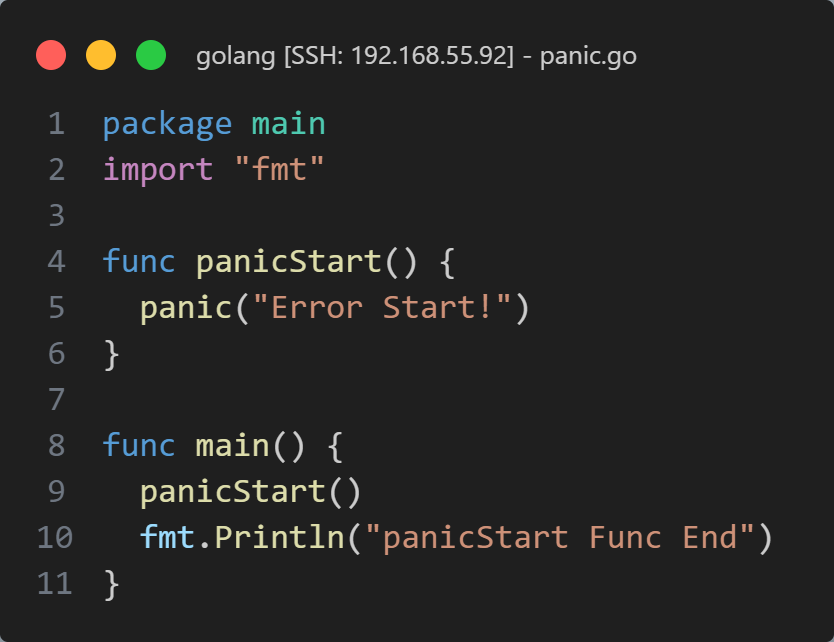 golang [SSH: 192.168.55.92] - panic.go
1 package main
2 import "fmt"
3
4 func panicStart() {
5   panic("Error Start!")
6 }
7
8 func main() {
9   panicStart()
10   fmt.Println("panicStart Func End")
11 }